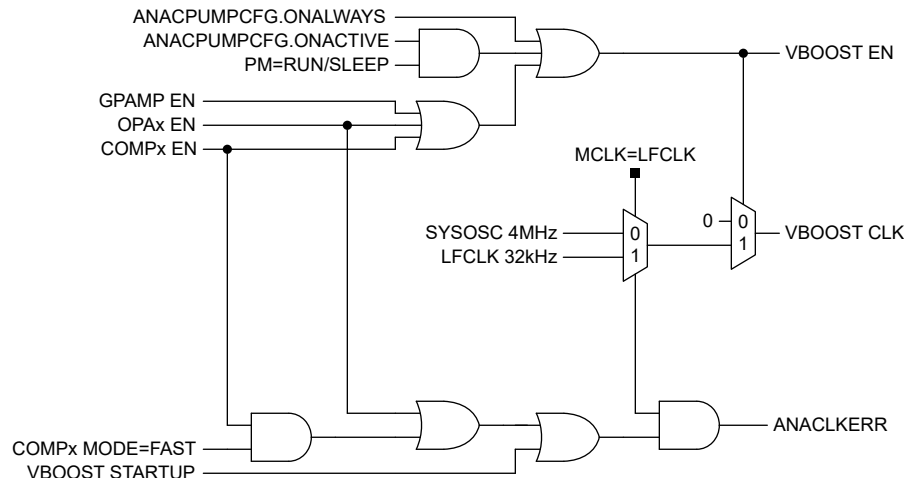 ANACPUMPCFG.ONALWAYS
ANACPUMPCFG.ONACTIVE
PM=RUN/SLEEP
VBOOST EN
GPAMP EN
OPAx EN
COMPx EN
MCLK=LFCLK
SYSOSC 4MHz
LFCLK 32kHz
0
1
0
0
1
VBOOST CLK
COMPx MODE=FAST
VBOOST STARTUP
ANACLKERR